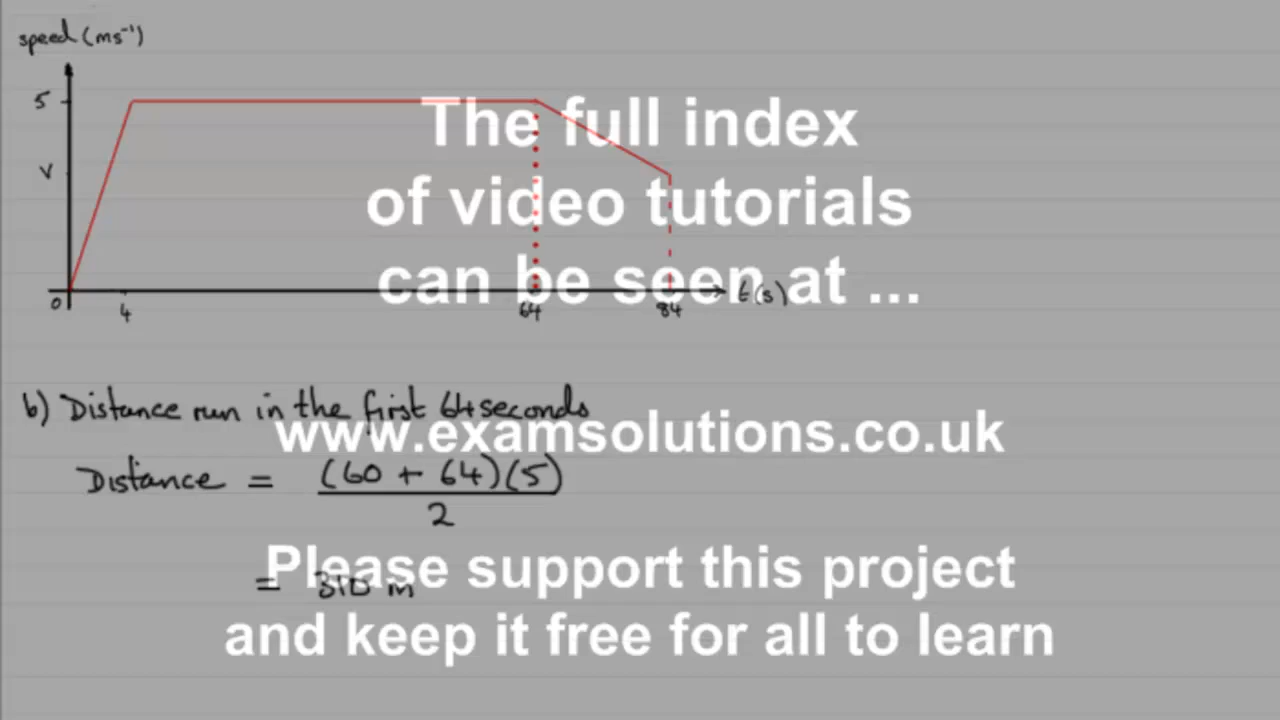 speed (ms⁻¹)
5
V
0
4
64
84
t(s)
The full index
of video tutorials
can be seen at ...
b) Distance run in the first 64 seconds
www.examsolutions.co.uk
Distance = (60 + 64)(5)
2
= 310 m
Please support this project
and keep it free for all to learn